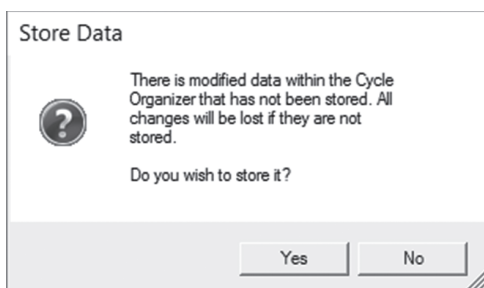 Store Data
There is modified data within the Cycle
Organizer that has not been stored. All
changes will be lost if they are not
stored.
Do you wish to store it?
Yes
No